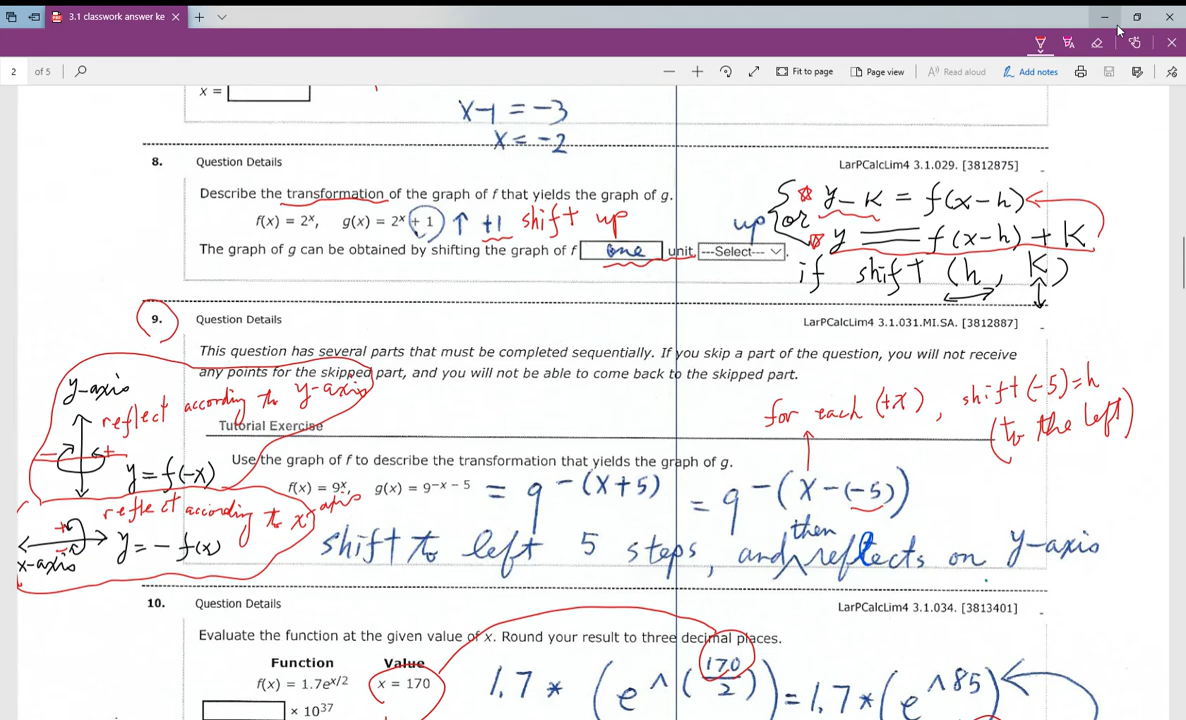 3.1 classwork answer ke
2 of 5
Fit to page
Page view
Read aloud
Add notes
x =
x-1 = -3
x = -2
8. Question Details LarPCalcLim4 3.1.029. [3812875]
Describe the transformation of the graph of f that yields the graph of g.
f(x) = 2^x, g(x) = 2^x + 1 ↑ +1 shift up
The graph of g can be obtained by shifting the graph of f one unit ---Select--- .
up
y - K = f(x-h)
or
y = f(x-h) + K
if shift (h, K)
9. Question Details LarPCalcLim4 3.1.031.MI.SA. [3812887]
This question has several parts that must be completed sequentially. If you skip a part of the question, you will not receive
any points for the skipped part, and you will not be able to come back to the skipped part.
y-axis
reflect according to the y-axis
for each (+x), shift (-5) = h
(to the left)
Tutorial Exercise
Use the graph of f to describe the transformation that yields the graph of g.
y = f(-x)
f(x) = 9^x, g(x) = 9^-x - 5 = 9^-(x+5) = 9^-(x-(-5))
reflect according to x-axis
x-axis
y = - f(x)
shift to left 5 steps, and then reflects on y-axis
10. Question Details LarPCalcLim4 3.1.034. [3813401]
Evaluate the function at the given value of x. Round your result to three decimal places.
Function Value
f(x) = 1.7e^x/2 x = 170
1.7 * (e^(170/2)) = 1.7 * (e^85)
× 10^37